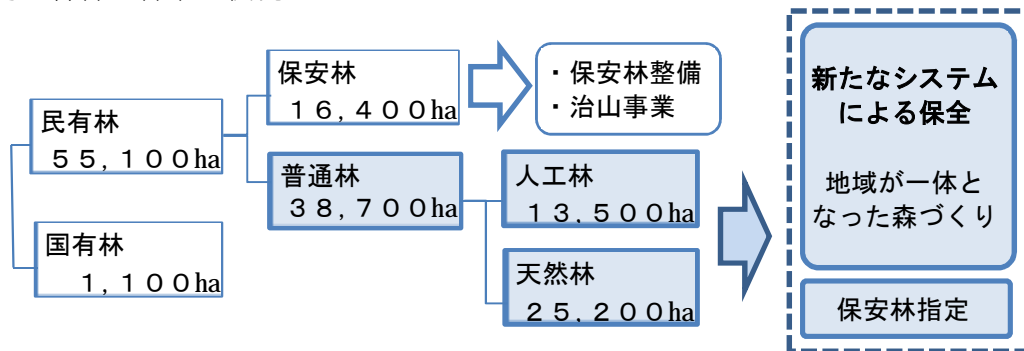 民有林
５５,１００ha
国有林
１,１００ha
保安林
１６,４００ha
普通林
３８,７００ha
・保安林整備
・治山事業
人工林
１３,５００ha
天然林
２５,２００ha
新たなシステム
による保全
地域が一体と
なった森づくり
保安林指定